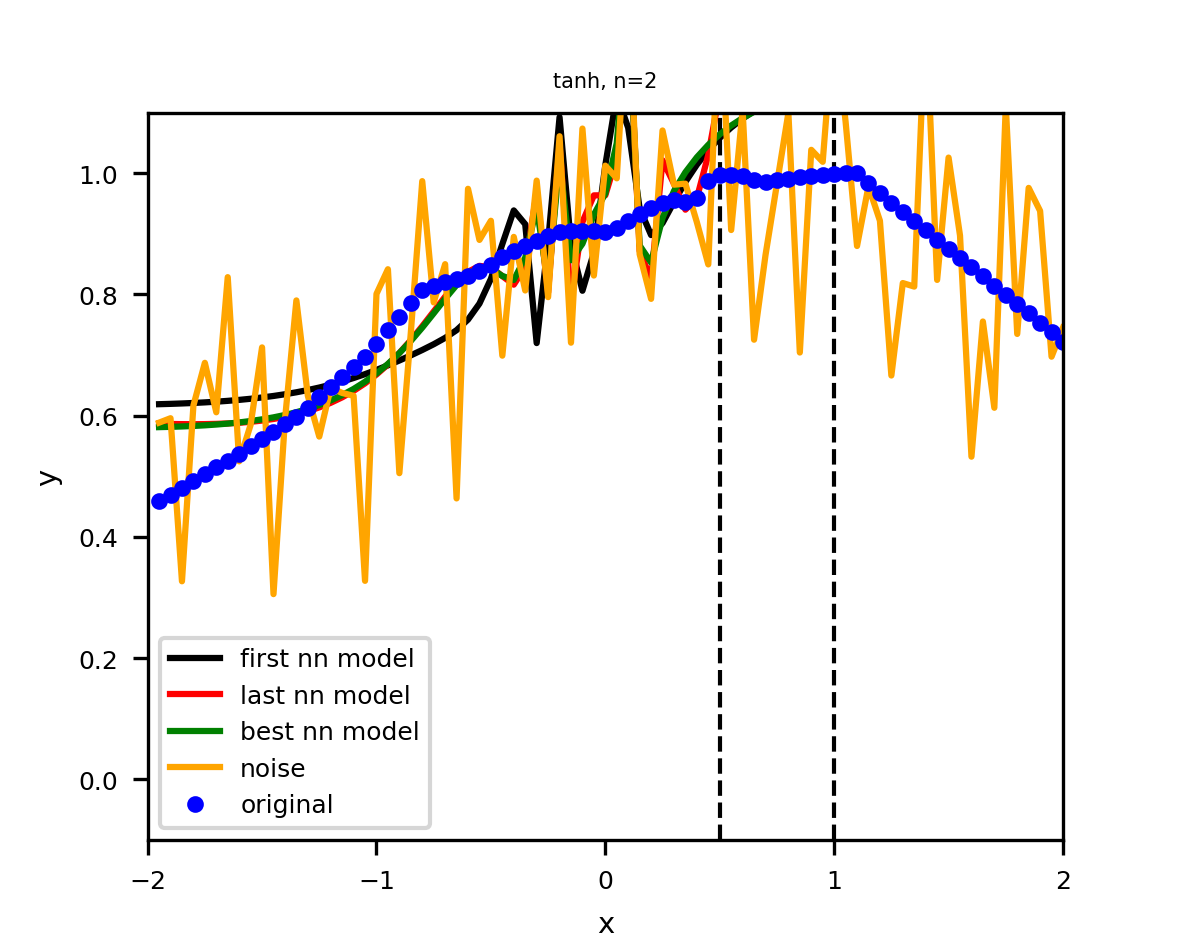 tanh, n=2
1.0
0.8
0.6
0.4
0.2
0.0
y
first nn model
last nn model
best nn model
noise
original
−2
−1
0
1
2
x